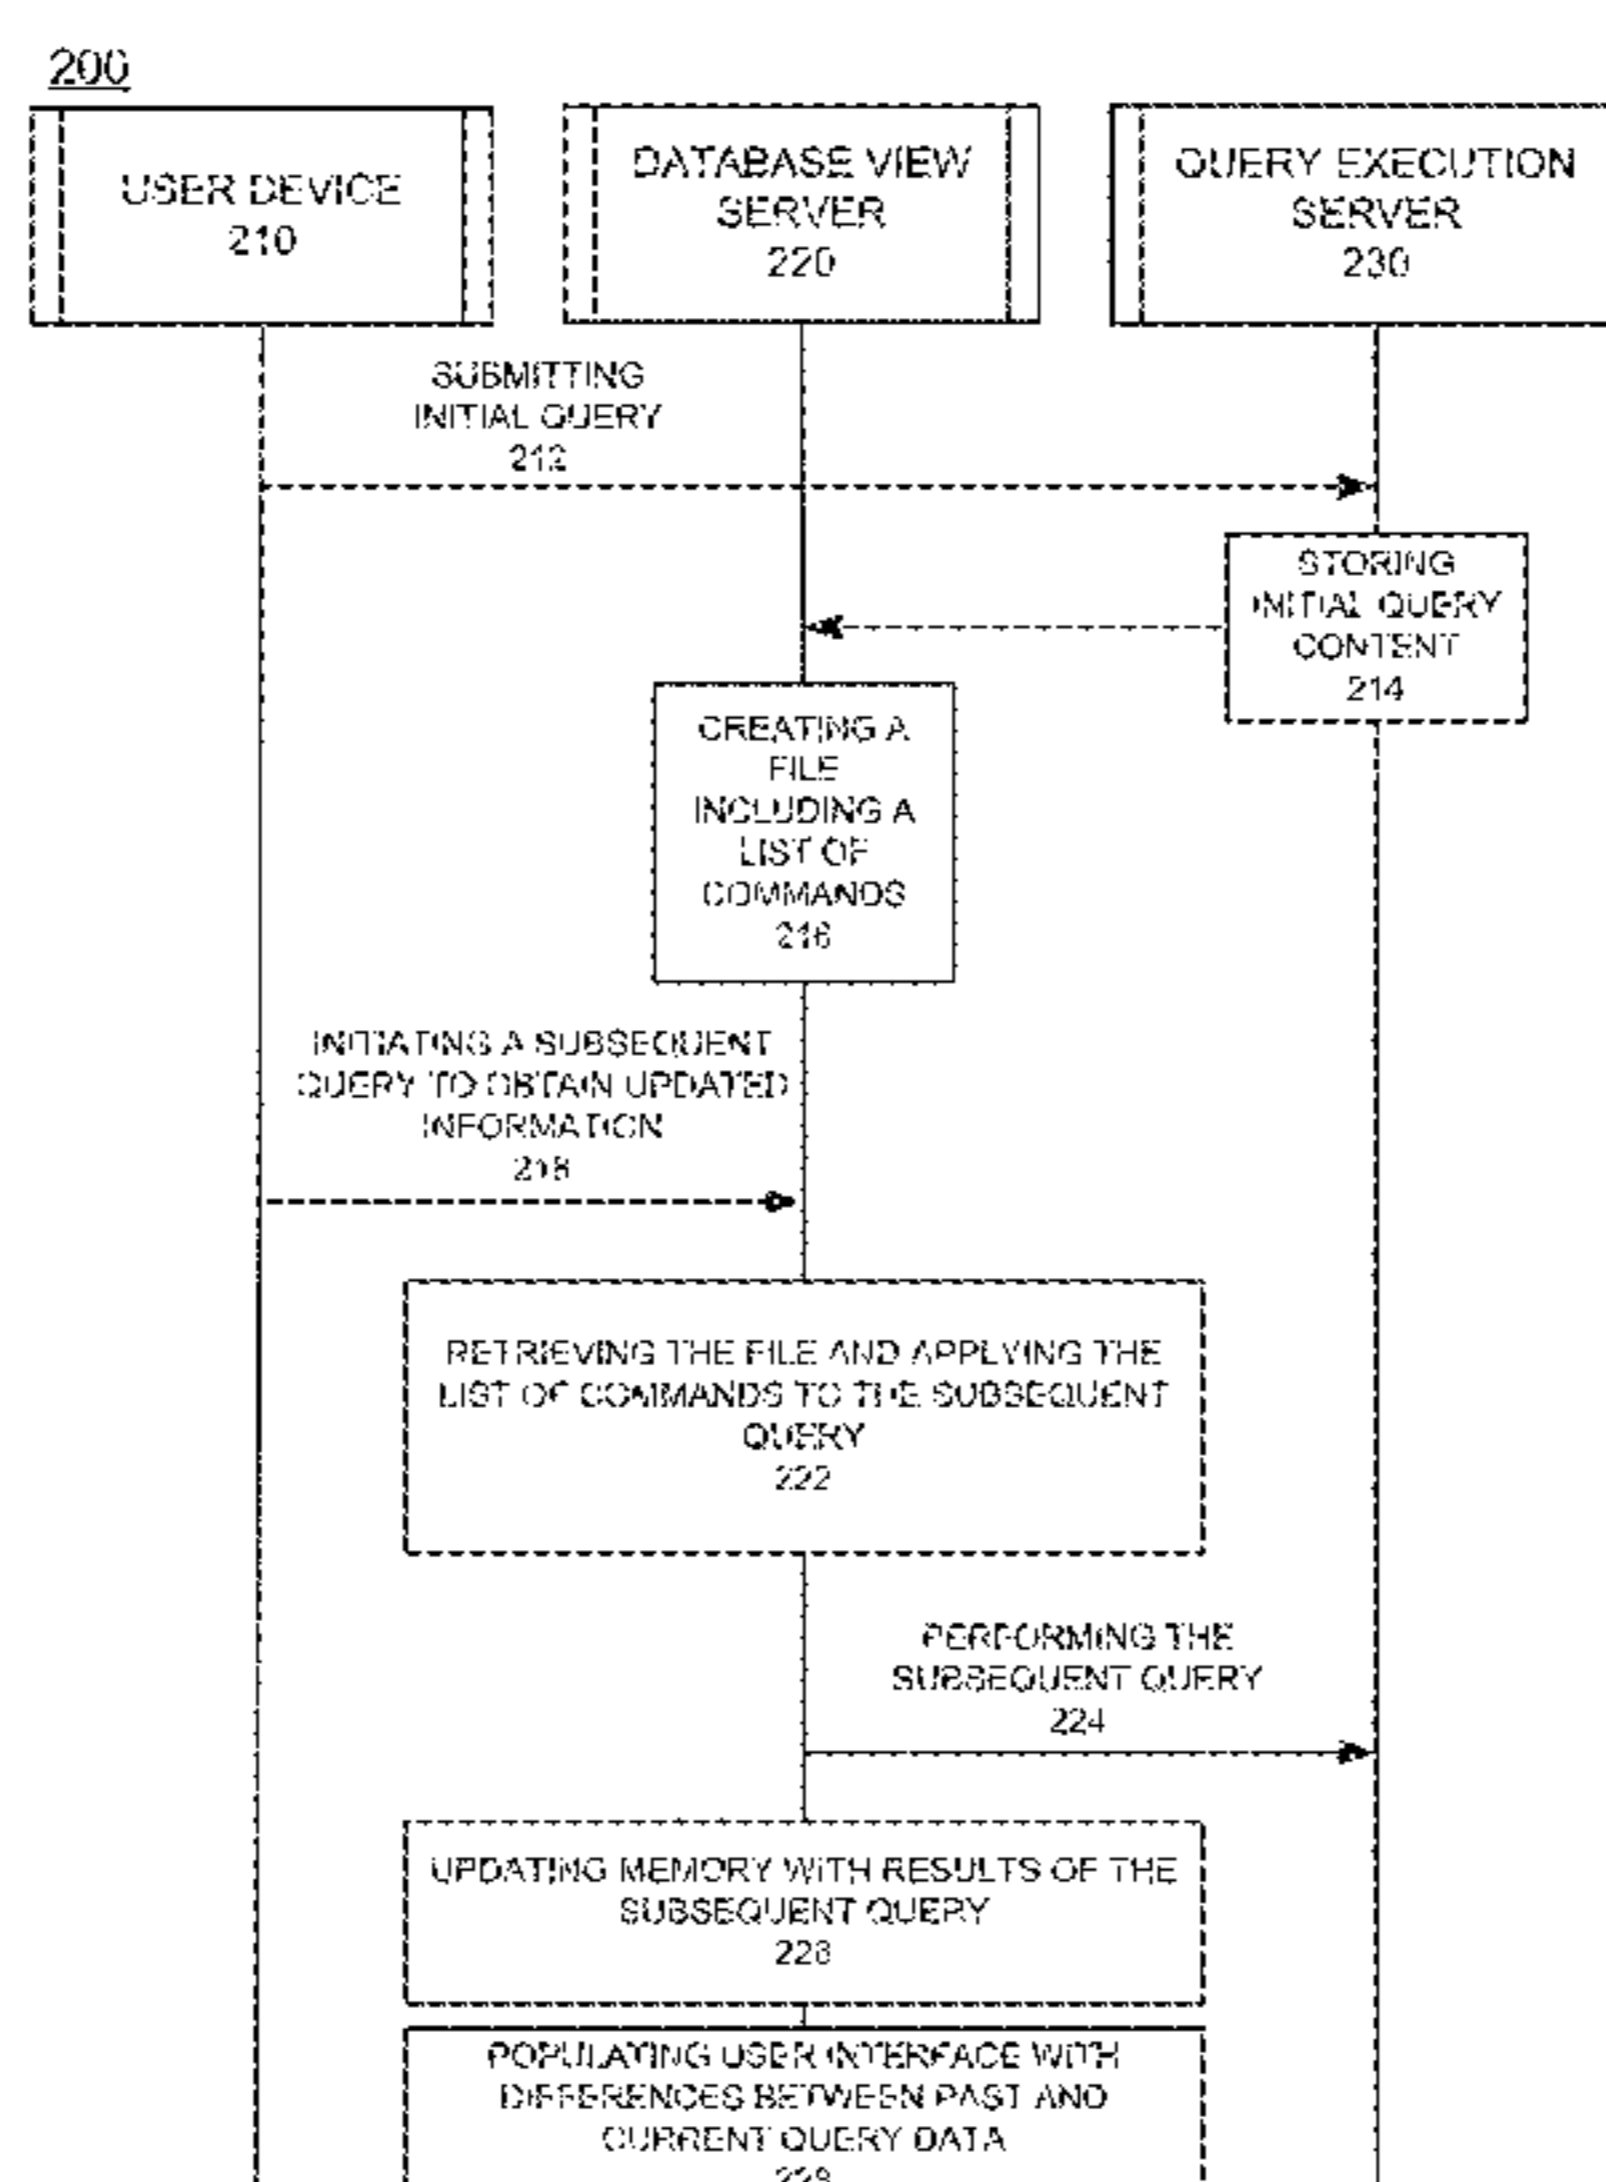 200
USER DEVICE
210
DATABASE VIEW
SERVER
220
QUERY EXECUTION
SERVER
230
SUBMITTING
INITIAL QUERY
212
STORING
INITIAL QUERY
CONTENT
214
CREATING A
FILE
INCLUDING A
LIST OF
COMMANDS
216
INITIATING A SUBSEQUENT
QUERY TO OBTAIN UPDATED
INFORMATION
218
RETRIEVING THE FILE AND APPLYING THE
LIST OF COMMANDS TO THE SUBSEQUENT
QUERY
222
PERFORMING THE
SUBSEQUENT QUERY
224
UPDATING MEMORY WITH RESULTS OF THE
SUBSEQUENT QUERY
POPULATING USER INTERFACE WITH
DIFFERENCES BETWEEN PAST AND
CURRENT QUERY DATA